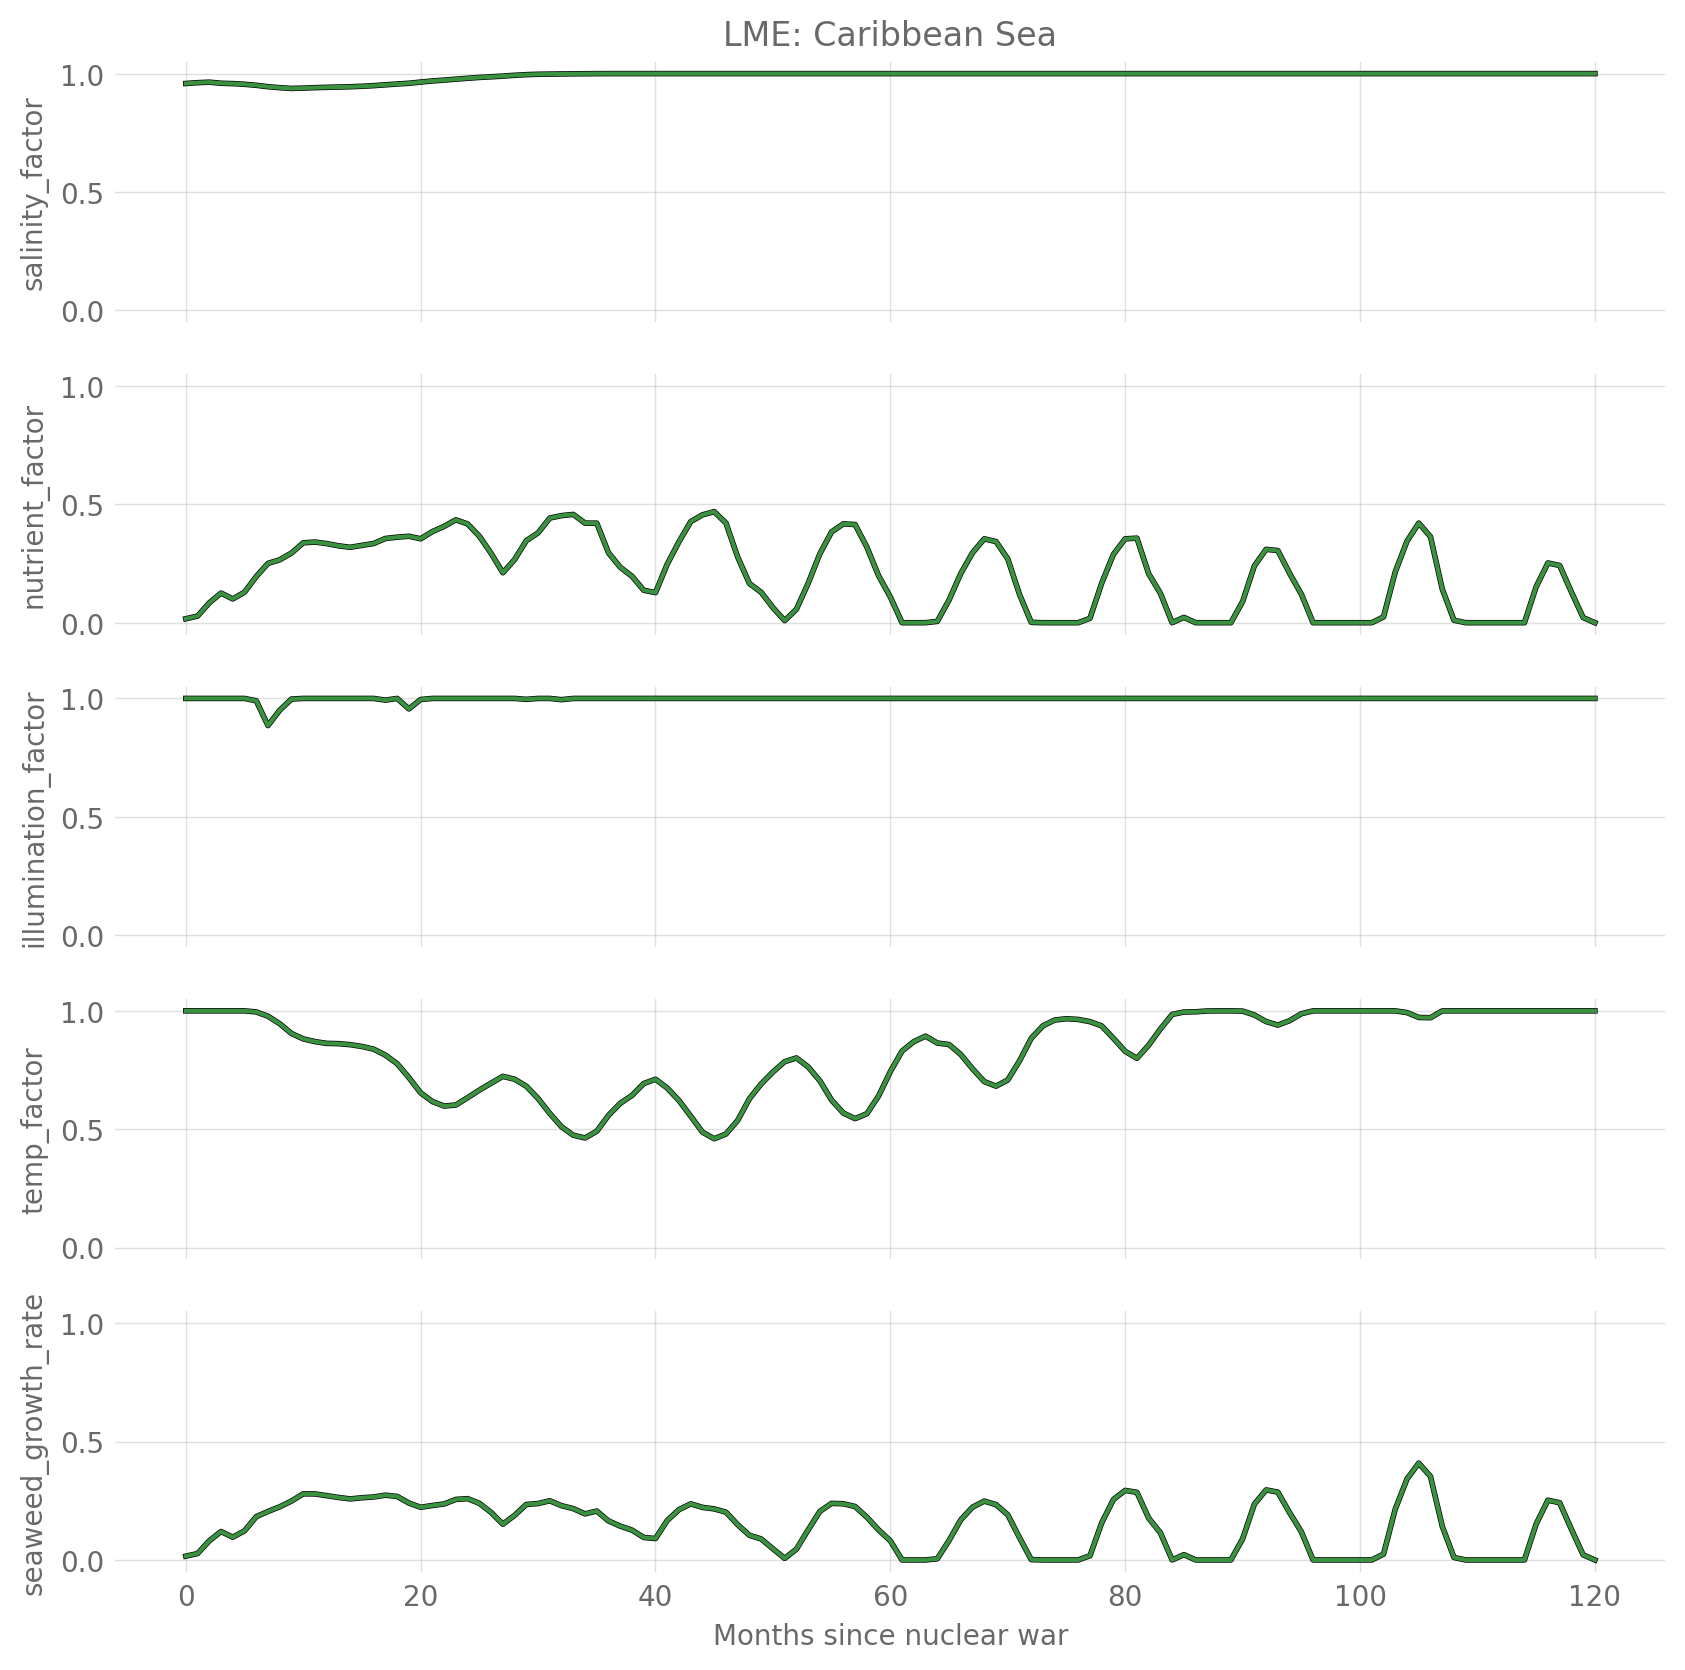 LME: Caribbean Sea
salinity_factor
1.0
0.5
0.0
nutrient_factor
1.0
0.5
0.0
illumination_factor
1.0
0.5
0.0
temp_factor
1.0
0.5
0.0
seaweed_growth_rate
1.0
0.5
0.0
0 20 40 60 80 100 120
Months since nuclear war